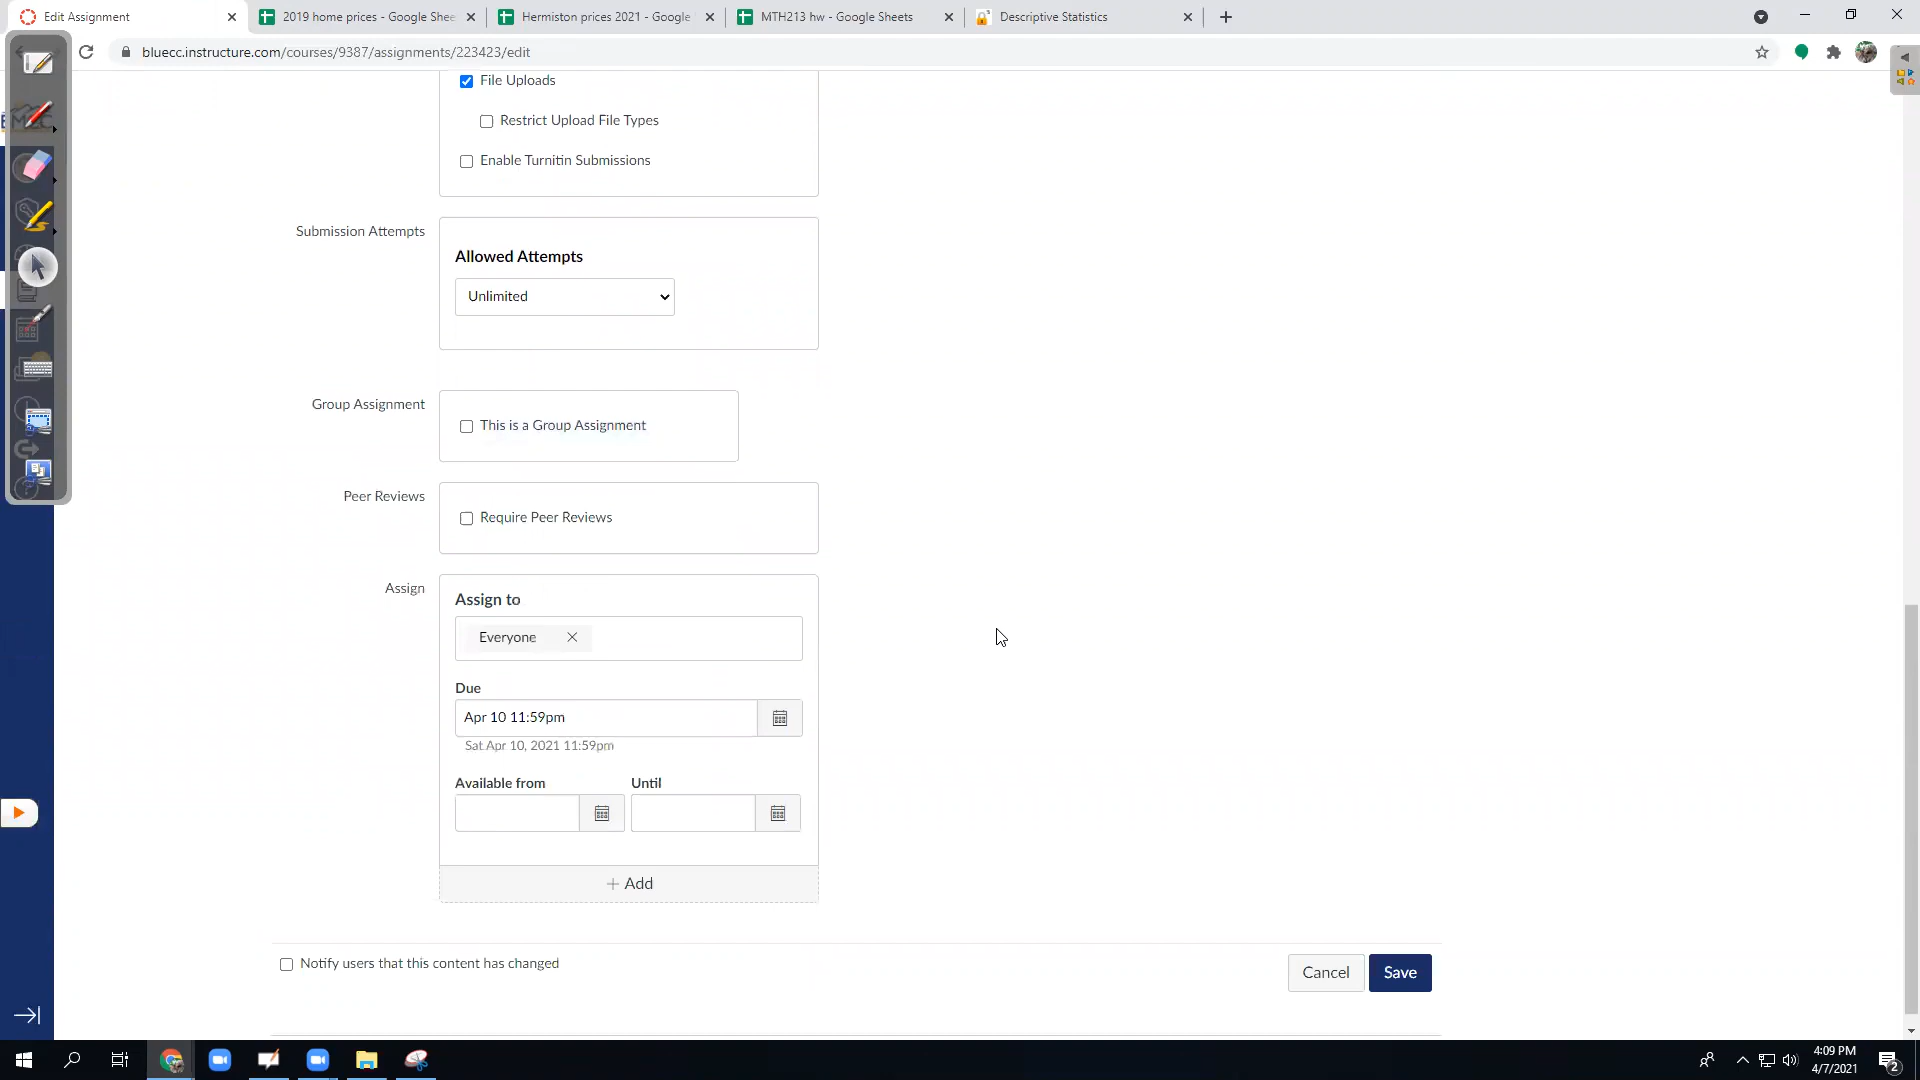 Edit Assignment
2019 home prices - Google Shee
Hermiston prices 2021 - Google
MTH213 hw - Google Sheets
Descriptive Statistics
bluecc.instructure.com/courses/9387/assignments/223423/edit
File Uploads
Restrict Upload File Types
Enable Turnitin Submissions
Submission Attempts
Allowed Attempts
Unlimited
Group Assignment
This is a Group Assignment
Peer Reviews
Require Peer Reviews
Assign
Assign to
Everyone
Due
Apr 10 11:59pm
Sat Apr 10, 2021 11:59pm
Available from
Until
+ Add
Notify users that this content has changed
Cancel
Save
4:09 PM
4/7/2021
2